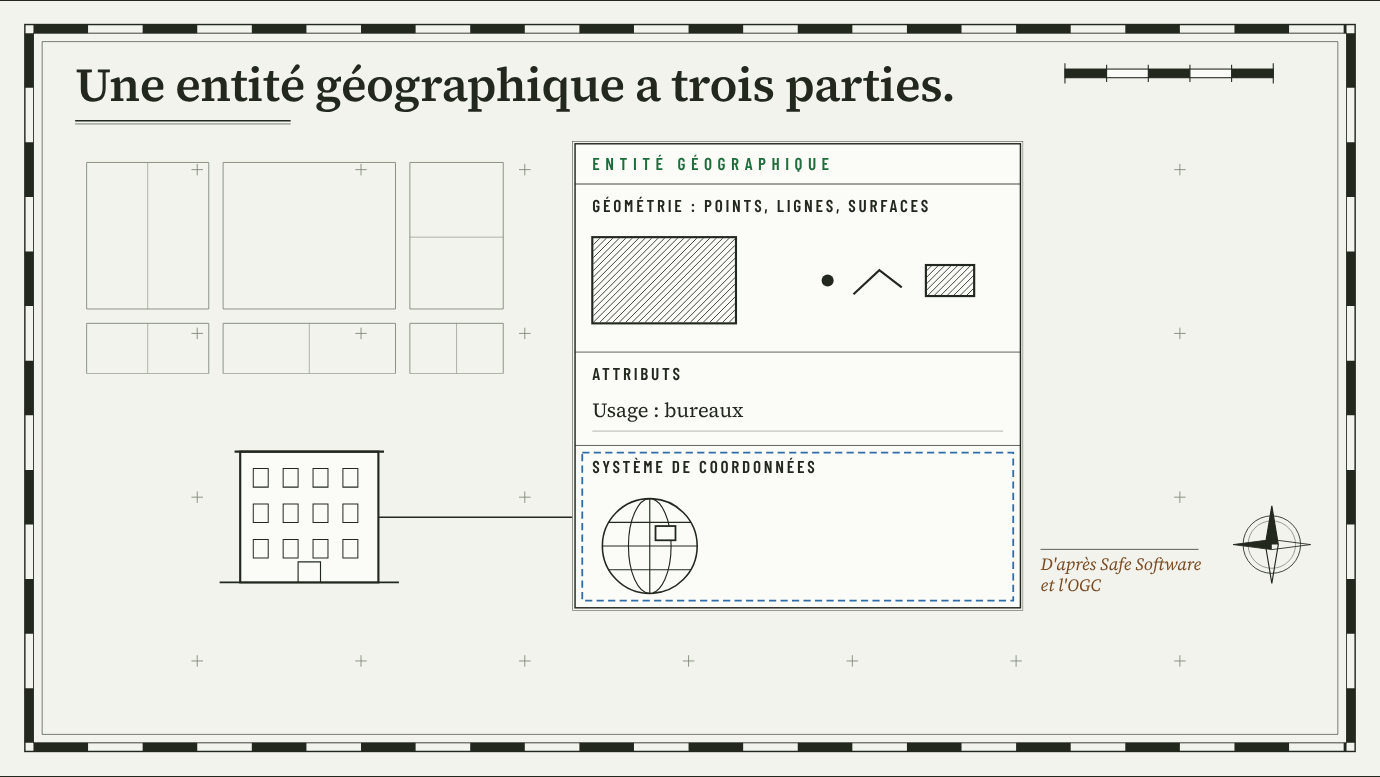 Une entité géographique a trois parties.
ENTITÉ GÉOGRAPHIQUE
GÉOMÉTRIE : POINTS, LIGNES, SURFACES
ATTRIBUTS
Usage : bureaux
SYSTÈME DE COORDONNÉES
D'après Safe Software
et l'OGC